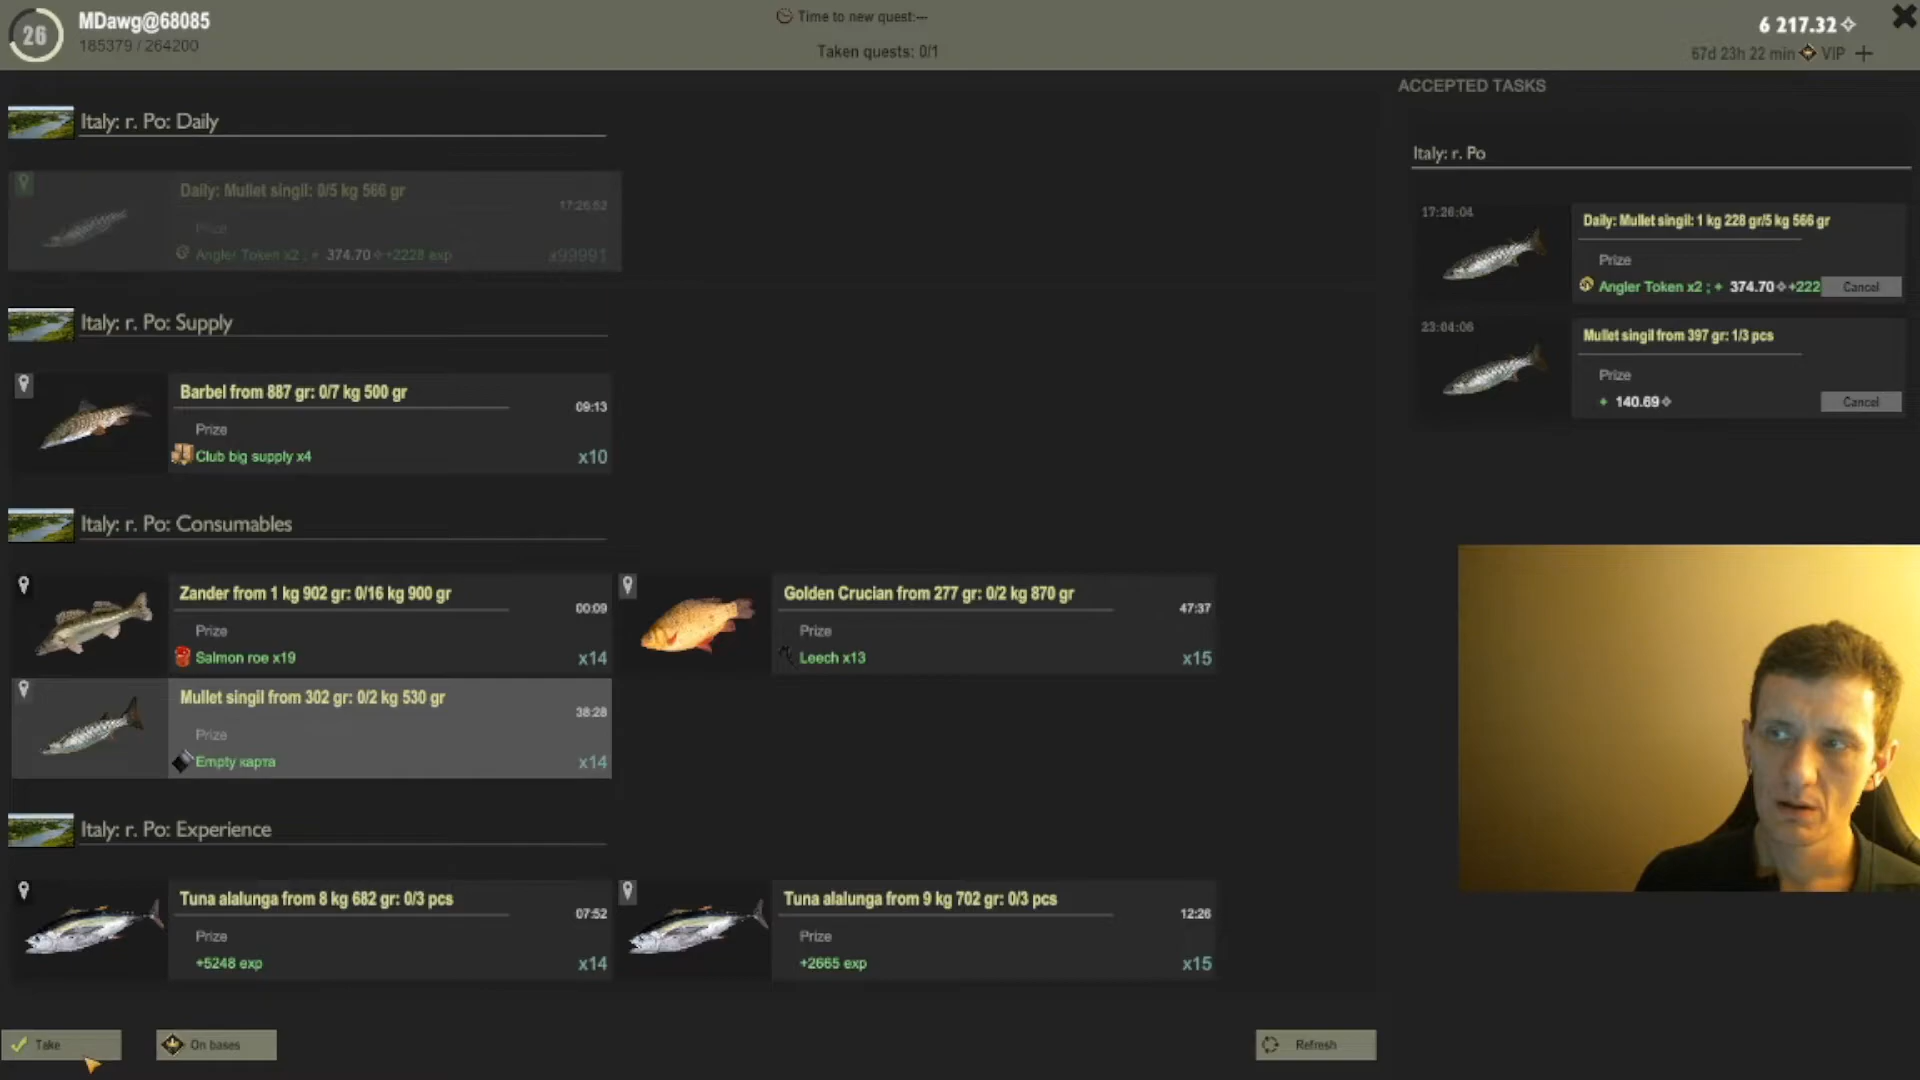 26
MDawg@68085
185379 / 264200
Time to new quest:---
Taken quests: 0/1
6 217.32
67d 23h 22 min VIP
Italy: r. Po: Daily
Daily: Mullet singil: 0/5 kg 566 gr
17:26:52
Prize
Angler Token x2 ; + 374.70 +2228 exp
x99991
Italy: r. Po: Supply
Barbel from 887 gr: 0/7 kg 500 gr
09:13
Prize
Club big supply x4
x10
Italy: r. Po: Consumables
Zander from 1 kg 902 gr: 0/16 kg 900 gr
00:09
Prize
Salmon roe x19
x14
Golden Crucian from 277 gr: 0/2 kg 870 gr
47:37
Prize
Leech x13
x15
Mullet singil from 302 gr: 0/2 kg 530 gr
38:28
Prize
Empty карта
x14
Italy: r. Po: Experience
Tuna alalunga from 8 kg 682 gr: 0/3 pcs
07:52
Prize
+5248 exp
x14
Tuna alalunga from 9 kg 702 gr: 0/3 pcs
12:26
Prize
+2665 exp
x15
Take
On bases
Refresh
ACCEPTED TASKS
Italy: r. Po
17:26:04
Daily: Mullet singil: 1 kg 228 gr/5 kg 566 gr
Prize
Angler Token x2 ; + 374.70 +222
Cancel
23:04:06
Mullet singil from 397 gr: 1/3 pcs
Prize
+ 140.69
Cancel